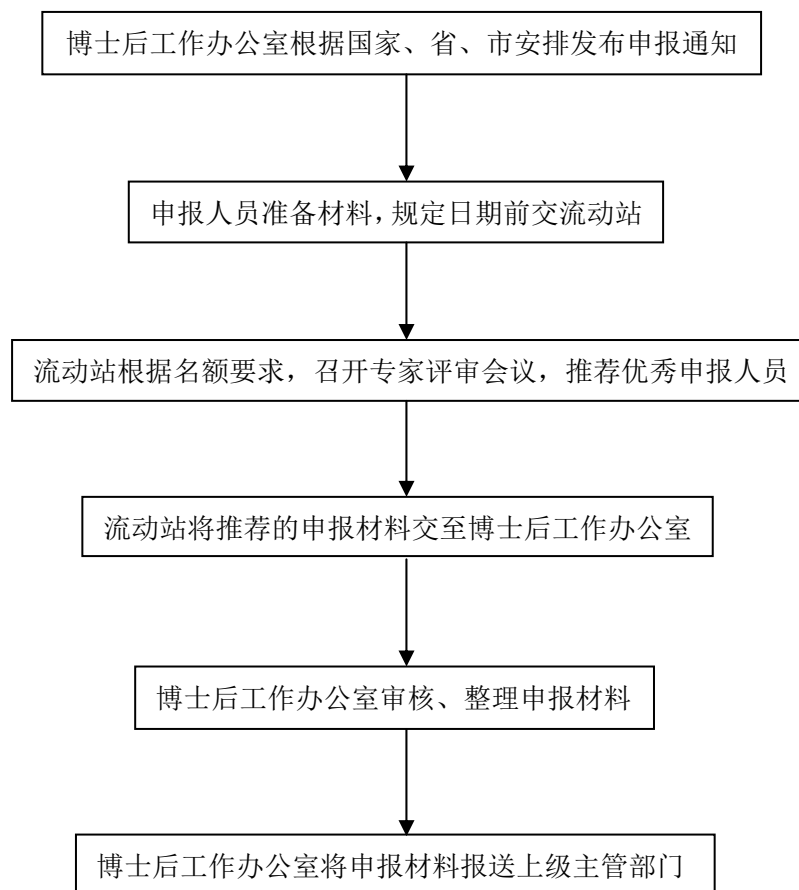 博士后工作办公室根据国家、省、市安排发布申报通知
申报人员准备材料，规定日期前交流动站
流动站根据名额要求，召开专家评审会议，推荐优秀申报人员
流动站将推荐的申报材料交至博士后工作办公室
博士后工作办公室审核、整理申报材料
博士后工作办公室将申报材料报送上级主管部门